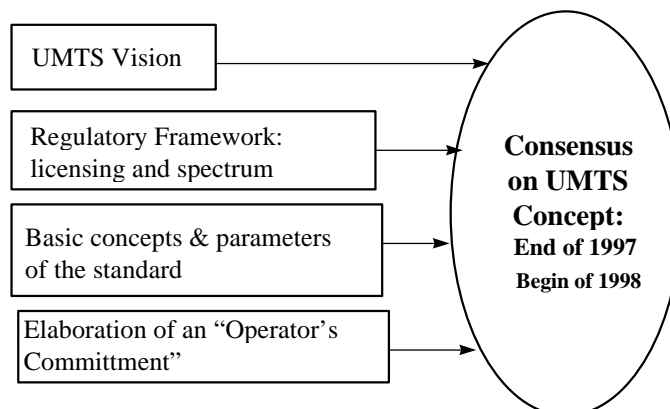 UMTS Vision
Regulatory Framework:
licensing and spectrum
Basic concepts & parameters
of the standard
Elaboration of an “Operator’s
Committment”
Consensus
on UMTS
Concept:
End of 1997
Begin of 1998